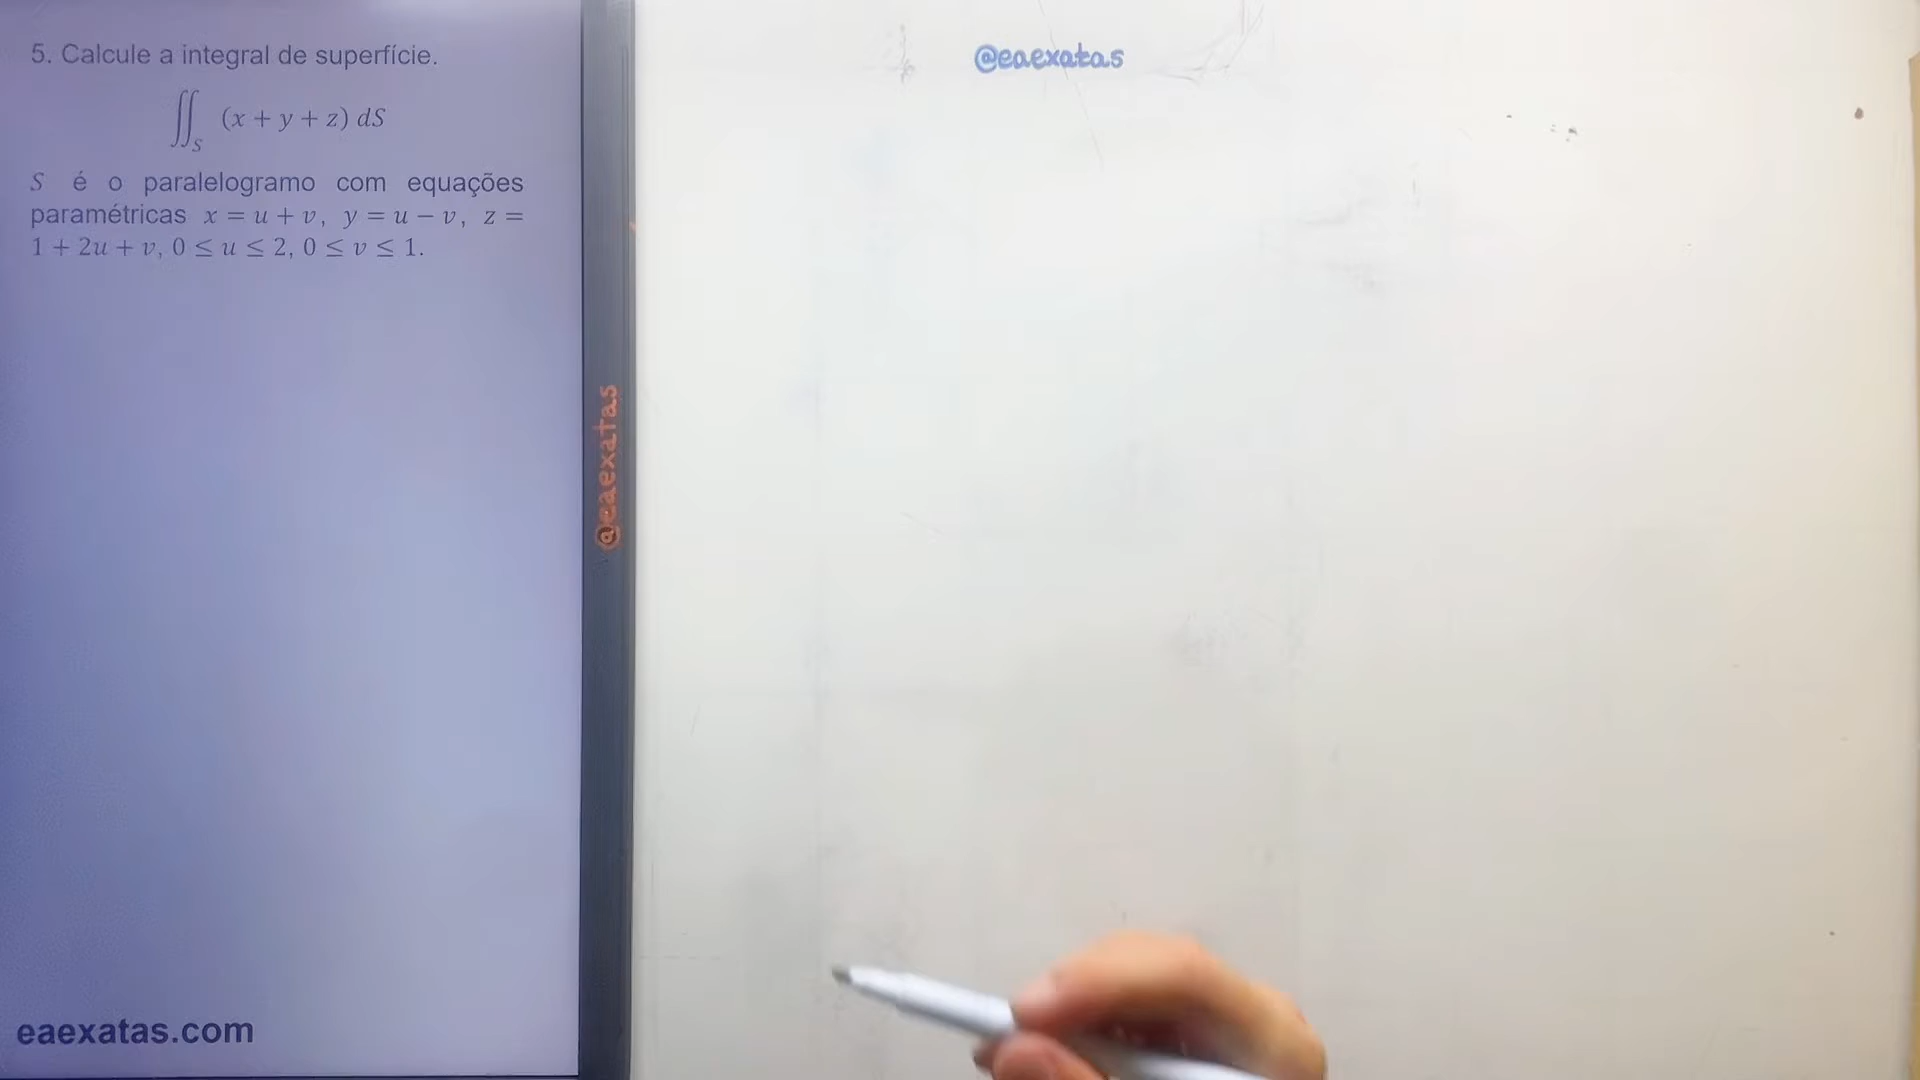 5. Calcule a integral de superfície.
∬_S (x + y + z) dS
S é o paralelogramo com equações
paramétricas x = u + v, y = u − v, z =
1 + 2u + v, 0 ≤ u ≤ 2, 0 ≤ v ≤ 1.
eaexatas.com
@eaexatas
@eaexatas